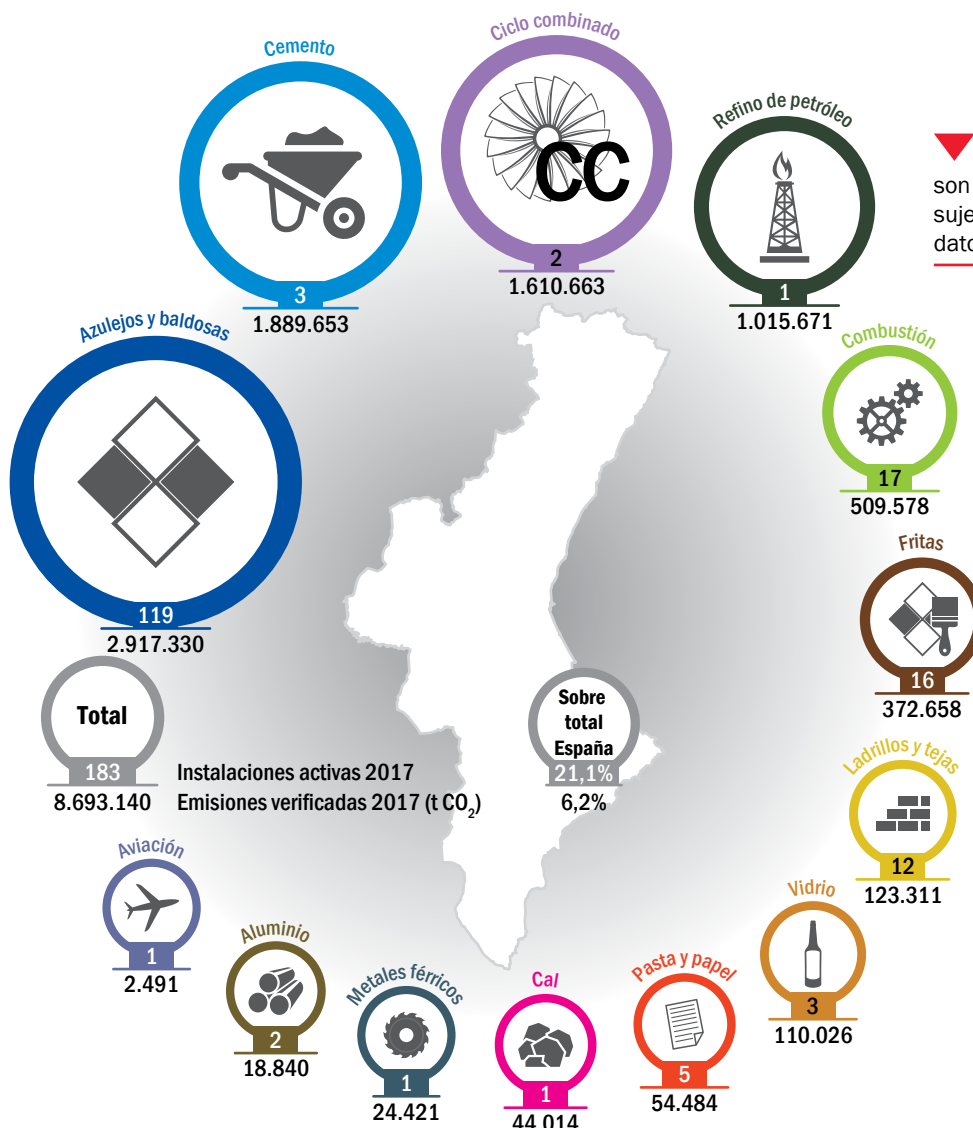 Cemento
3
1.889.653
Ciclo combinado
CC
2
1.610.663
Refino de petróleo
1
1.015.671
son
suje
dato
Azulejos y baldosas
119
2.917.330
Combustión
17
509.578
Fritas
16
372.658
Total
183
8.693.140
Instalaciones activas 2017
Emisiones verificadas 2017 (t CO₂)
Sobre
total
España
21,1%
6,2%
Ladrillos y tejas
12
123.311
Aviación
1
2.491
Aluminio
2
18.840
Metales férricos
1
24.421
Cal
1
44.014
Pasta y papel
5
54.484
Vidrio
3
110.026